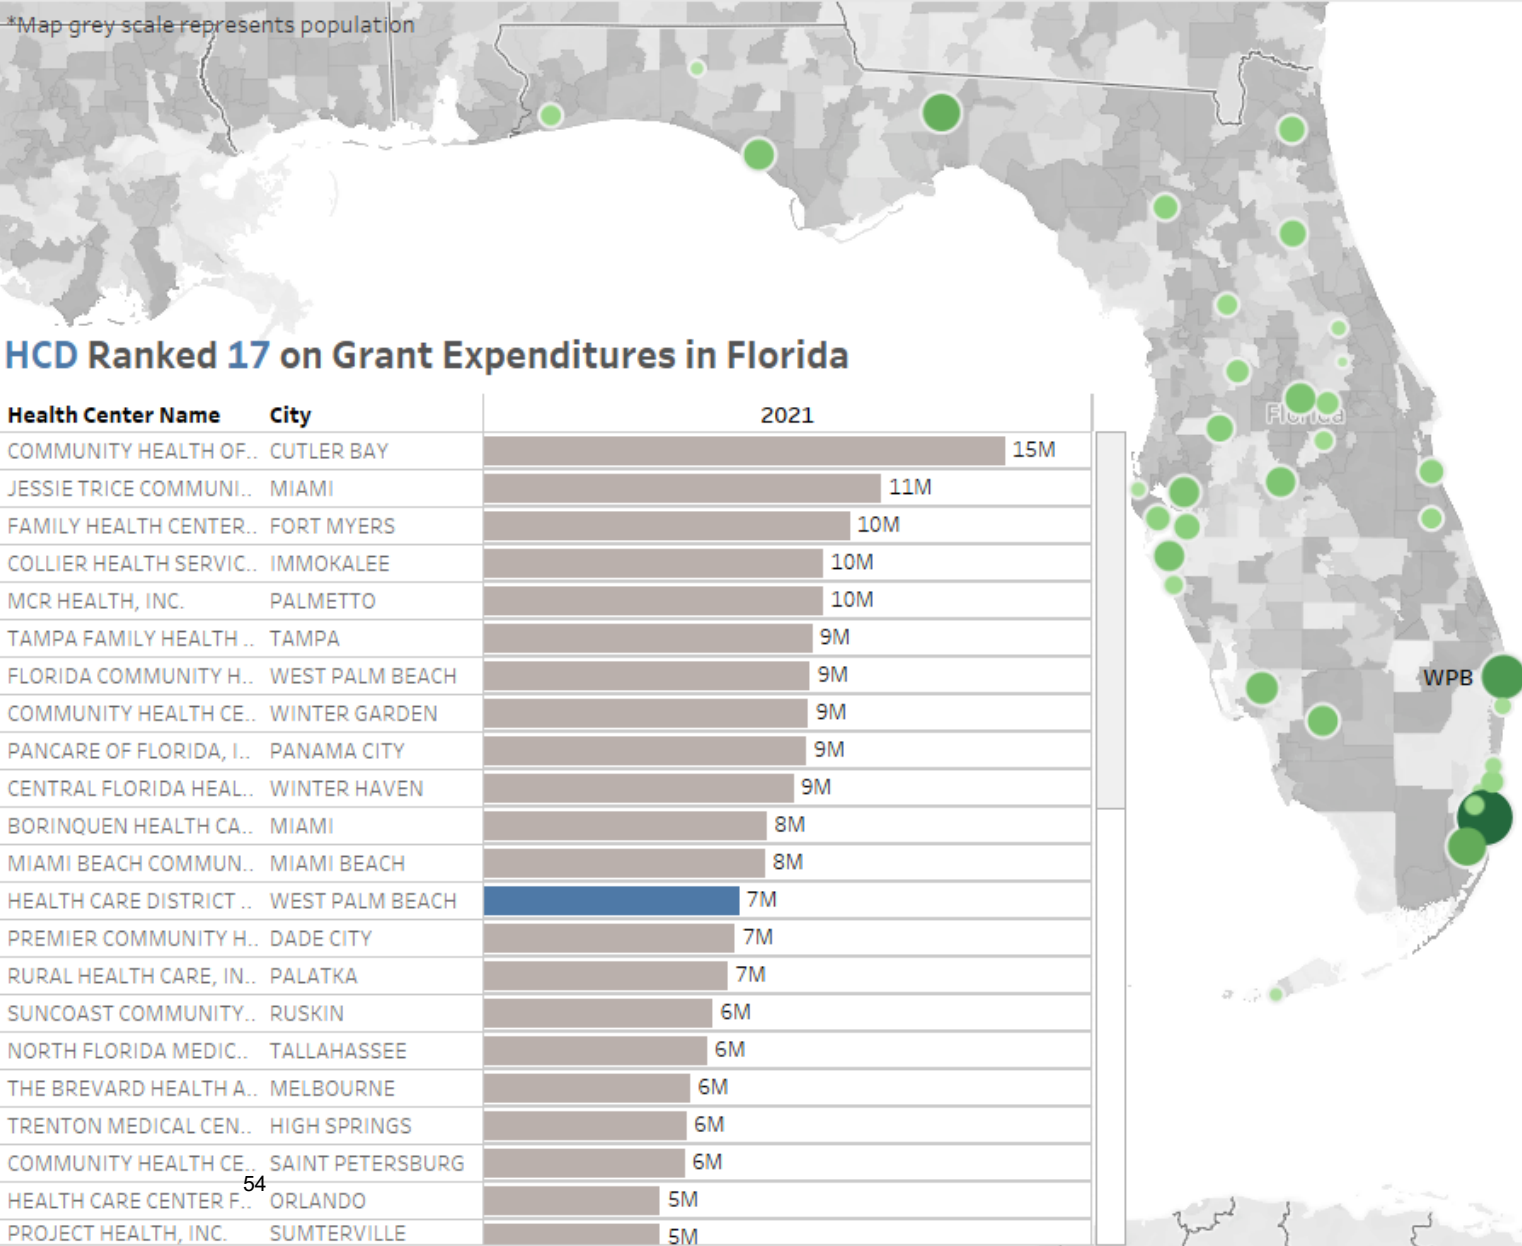 *Map grey scale represents population
HCD Ranked 17 on Grant Expenditures in Florida
Health Center Name City 2021
COMMUNITY HEALTH OF.. CUTLER BAY 15M
JESSIE TRICE COMMUNI.. MIAMI 11M
FAMILY HEALTH CENTER.. FORT MYERS 10M
COLLIER HEALTH SERVIC.. IMMOKALEE 10M
MCR HEALTH, INC. PALMETTO 10M
TAMPA FAMILY HEALTH .. TAMPA 9M
FLORIDA COMMUNITY H.. WEST PALM BEACH 9M
COMMUNITY HEALTH CE.. WINTER GARDEN 9M
PANCARE OF FLORIDA, I.. PANAMA CITY 9M
CENTRAL FLORIDA HEAL.. WINTER HAVEN 9M
BORINQUEN HEALTH CA.. MIAMI 8M
MIAMI BEACH COMMUN.. MIAMI BEACH 8M
HEALTH CARE DISTRICT .. WEST PALM BEACH 7M
PREMIER COMMUNITY H.. DADE CITY 7M
RURAL HEALTH CARE, IN.. PALATKA 7M
SUNCOAST COMMUNITY.. RUSKIN 6M
NORTH FLORIDA MEDIC.. TALLAHASSEE 6M
THE BREVARD HEALTH A.. MELBOURNE 6M
TRENTON MEDICAL CEN.. HIGH SPRINGS 6M
COMMUNITY HEALTH CE.. SAINT PETERSBURG 6M
54
HEALTH CARE CENTER F.. ORLANDO 5M
PROJECT HEALTH, INC. SUMTERVILLE 5M
Florida
WPB